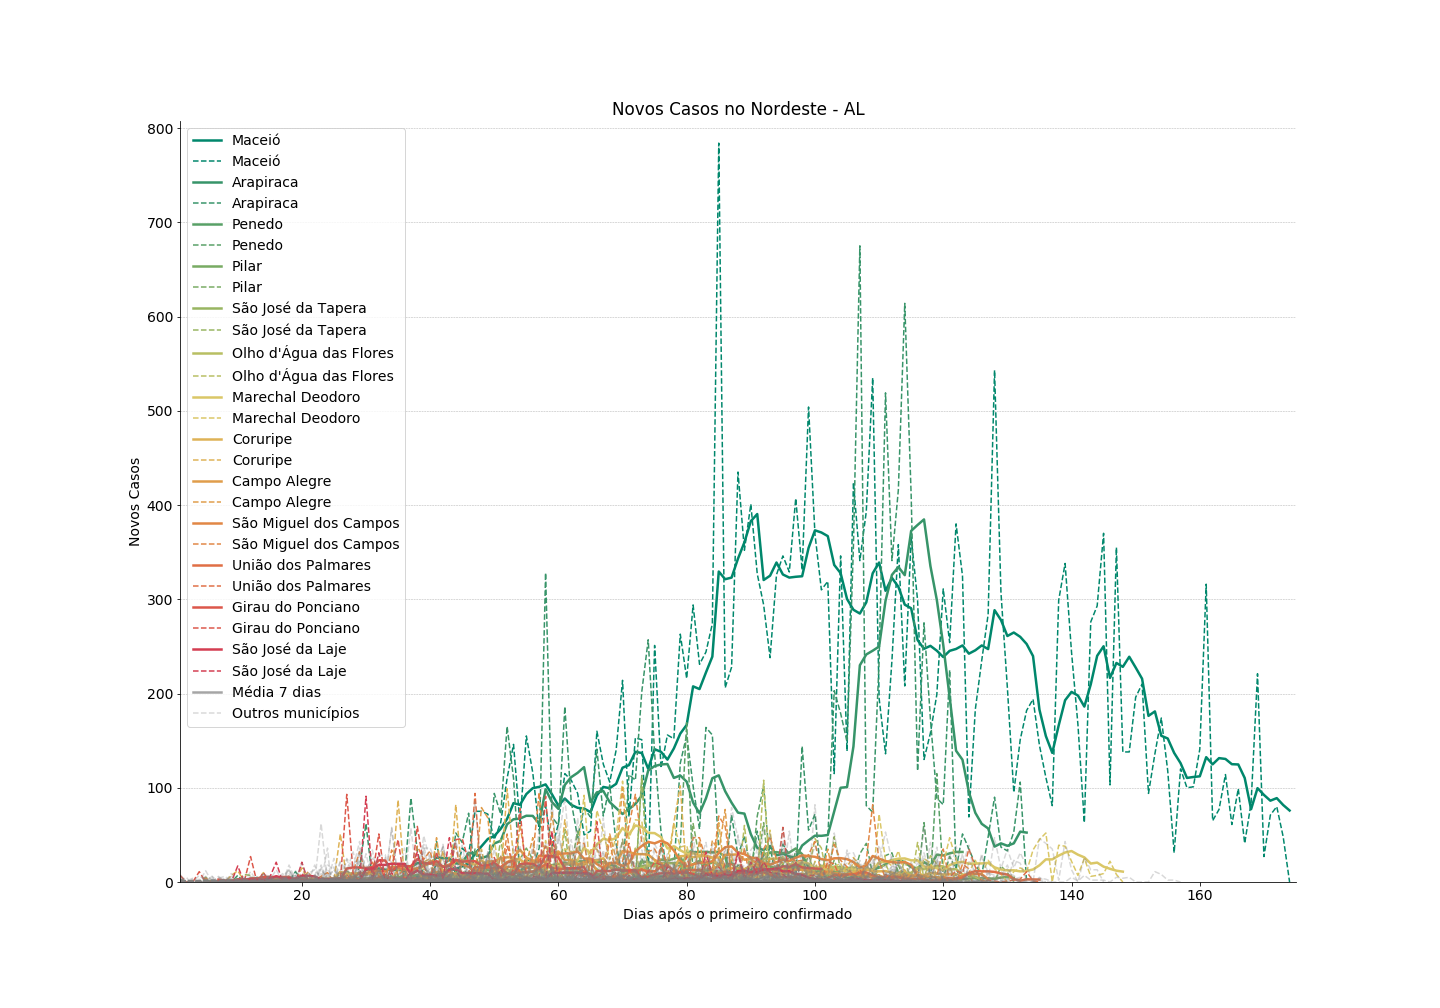 Novos Casos no Nordeste - AL
800
700
600
500
400
300
200
100
0
Novos Casos
Maceió
Maceió
Arapiraca
Arapiraca
Penedo
Penedo
Pilar
Pilar
São José da Tapera
São José da Tapera
Olho d'Água das Flores
Olho d'Água das Flores
Marechal Deodoro
Marechal Deodoro
Coruripe
Coruripe
Campo Alegre
Campo Alegre
São Miguel dos Campos
São Miguel dos Campos
União dos Palmares
União dos Palmares
Girau do Ponciano
Girau do Ponciano
São José da Laje
São José da Laje
Média 7 dias
Outros municípios
20 40 60 80 100 120 140 160
Dias após o primeiro confirmado